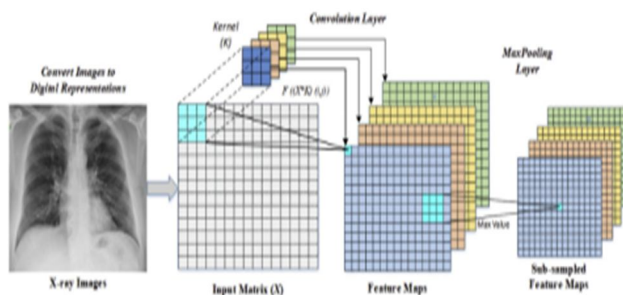 Kernel
(K)
Convolution Layer
MaxPooling
Layer
Convert Images to
Digital Representations
F ((X*K) (i,j))
Max Value
X-ray Images
Input Matrix (X)
Feature Maps
Sub-sampled
Feature Maps